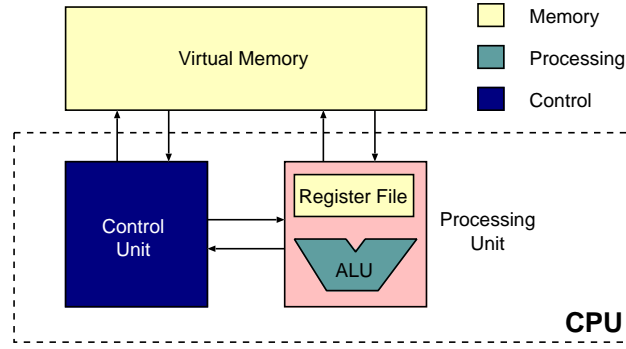 Virtual Memory
Memory
Processing
Control
Control
Unit
Register File
ALU
Processing
Unit
CPU